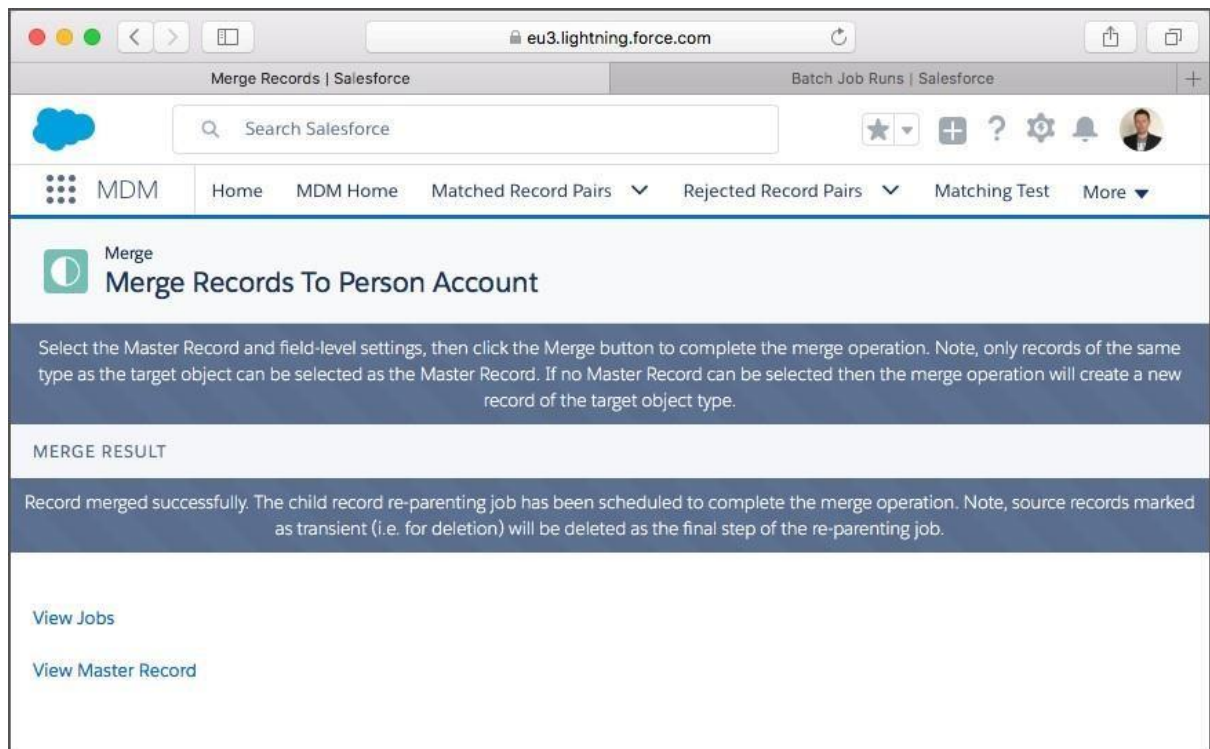 eu3.lightning.force.com
Merge Records | Salesforce
Batch Job Runs | Salesforce
Search Salesforce
MDM
Home
MDM Home
Matched Record Pairs
Rejected Record Pairs
Matching Test
More
Merge
Merge Records To Person Account
Select the Master Record and field-level settings, then click the Merge button to complete the merge operation. Note, only records of the same
type as the target object can be selected as the Master Record. If no Master Record can be selected then the merge operation will create a new
record of the target object type.
MERGE RESULT
Record merged successfully. The child record re-parenting job has been scheduled to complete the merge operation. Note, source records marked
as transient (i.e. for deletion) will be deleted as the final step of the re-parenting job.
View Jobs
View Master Record